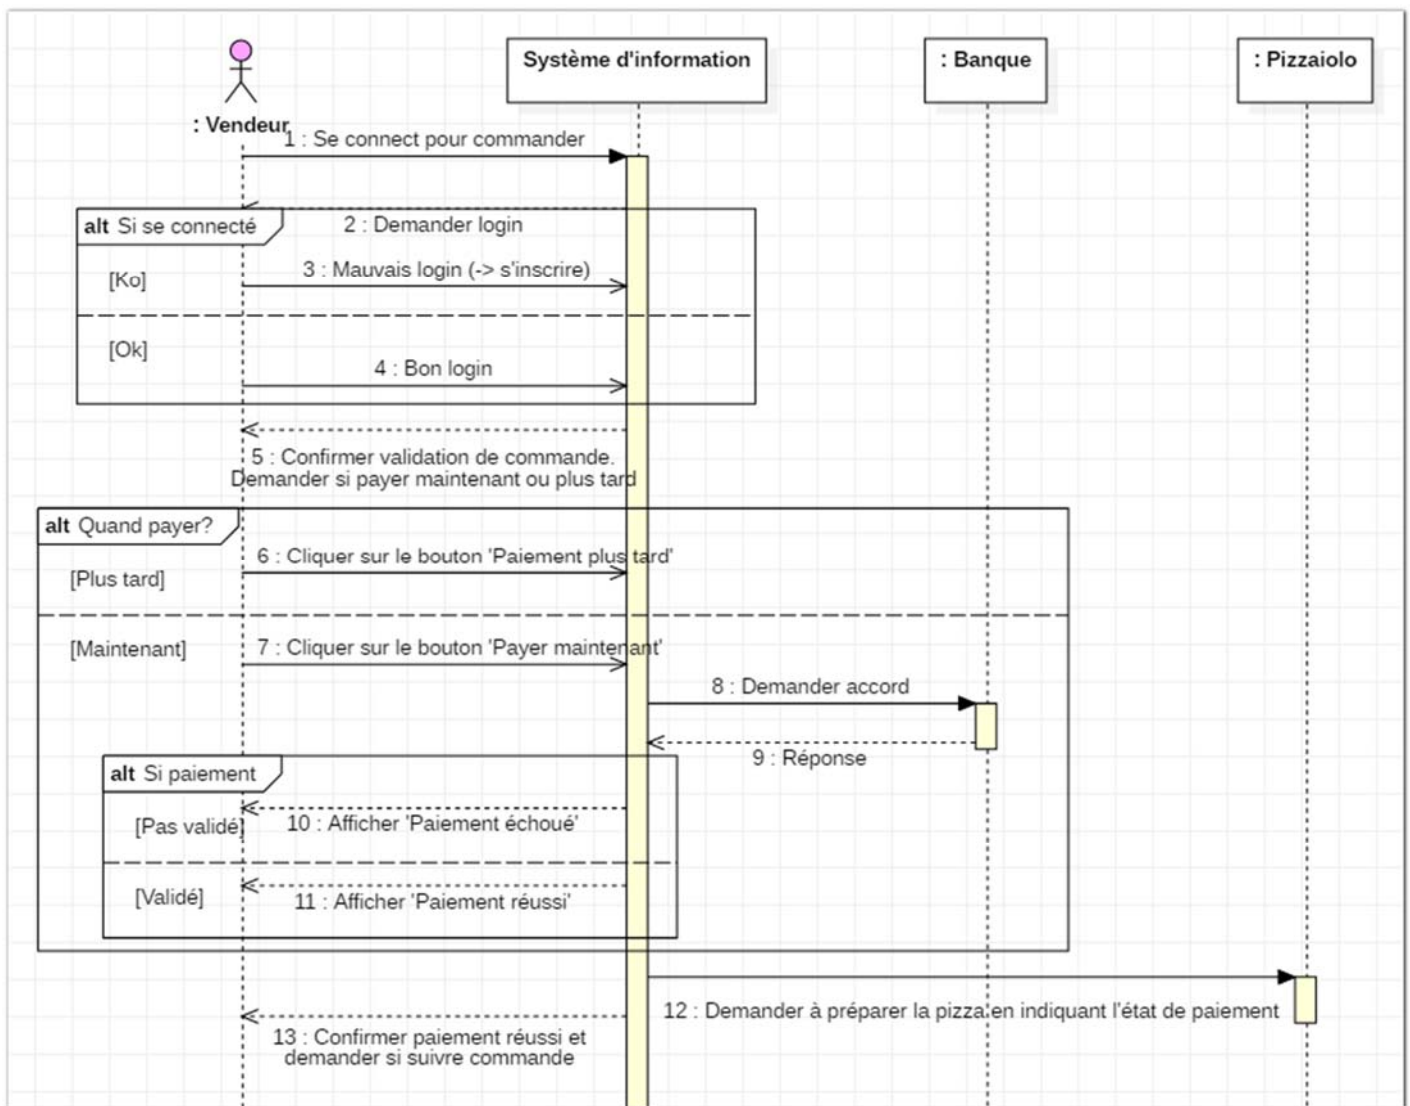 Système d'information
: Banque
: Pizzaiolo
: Vendeur
1 : Se connect pour commander
alt Si se connecté
2 : Demander login
[Ko]
3 : Mauvais login (-> s'inscrire)
[Ok]
4 : Bon login
5 : Confirmer validation de commande.
Demander si payer maintenant ou plus tard
alt Quand payer?
6 : Cliquer sur le bouton 'Paiement plus tard'
[Plus tard]
[Maintenant]
7 : Cliquer sur le bouton 'Payer maintenant'
8 : Demander accord
9 : Réponse
alt Si paiement
[Pas validé]
10 : Afficher 'Paiement échoué'
[Validé]
11 : Afficher 'Paiement réussi'
12 : Demander à préparer la pizza en indiquant l'état de paiement
13 : Confirmer paiement réussi et
demander si suivre commande